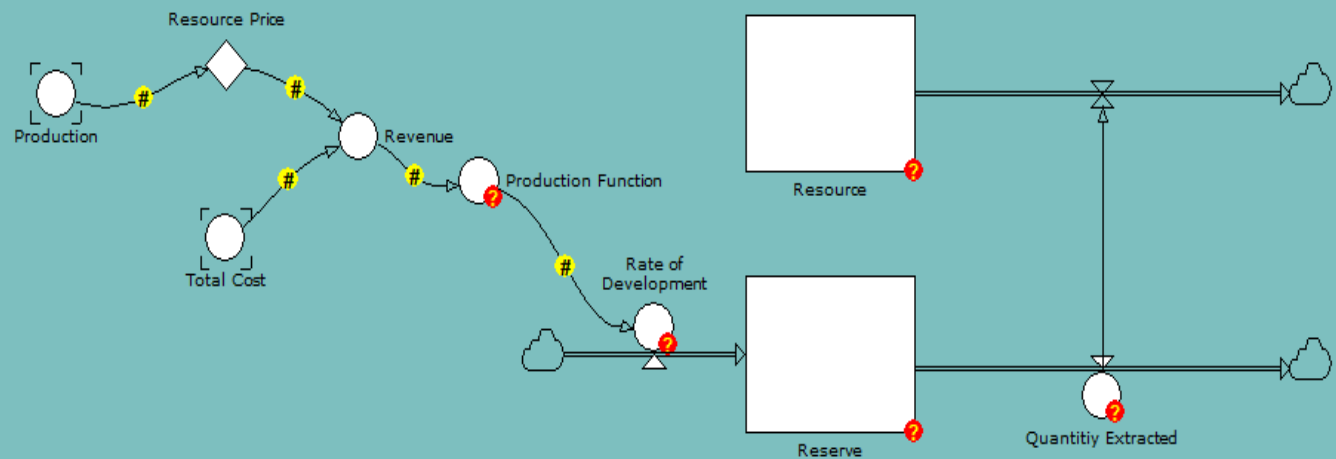 Resource Price
#
#
Production
Revenue
#
#
Production Function
?
Total Cost
#
Rate of
Development
?
Resource
?
Reserve
?
Quantitiy Extracted
?